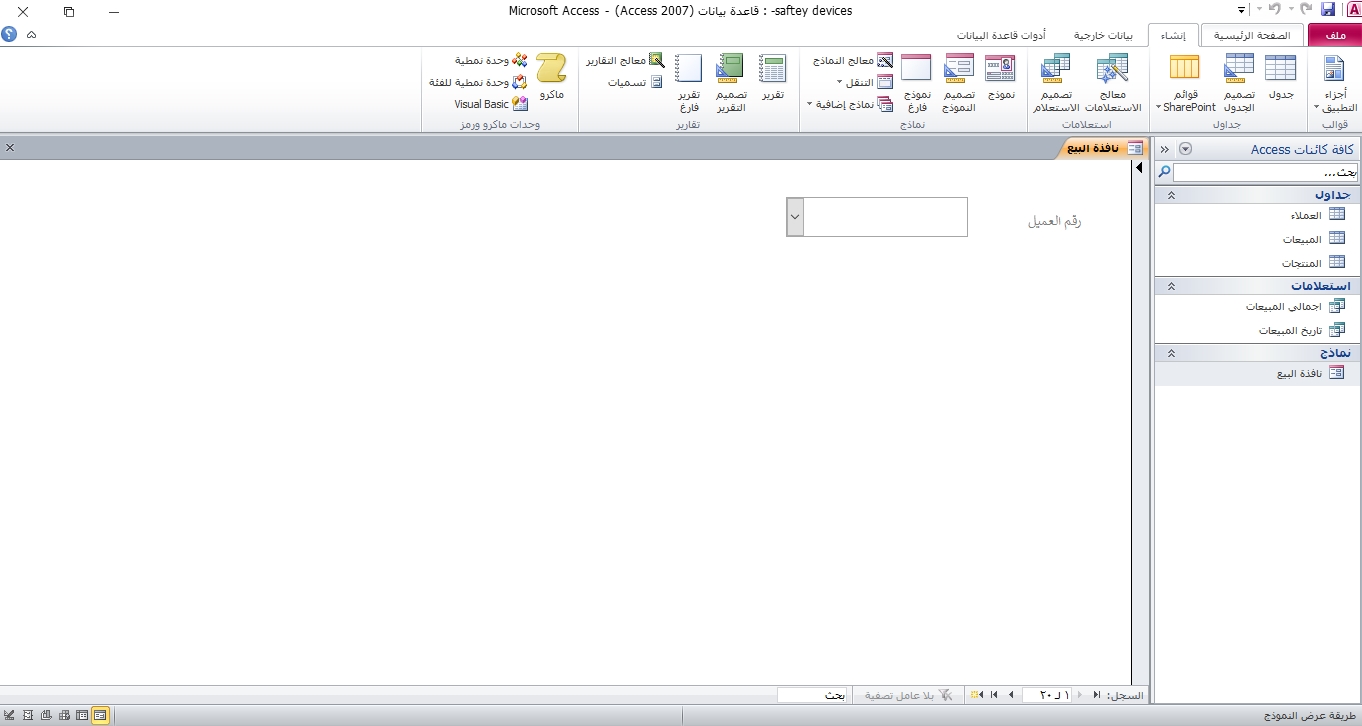 saftey devices- : قاعدة بيانات (Access 2007) - Microsoft Access
ملف
الصفحة الرئيسية
إنشاء
بيانات خارجية
أدوات قاعدة البيانات
أجزاء التطبيق
جدول
تصميم الجدول
قوائم SharePoint
معالج الاستعلامات
تصميم الاستعلام
نموذج
تصميم النموذج
نموذج فارغ
معالج النماذج
التنقل
نماذج إضافية
تقرير
تصميم التقرير
تقرير فارغ
معالج التقارير
تسميات
ماكرو
وحدة نمطية
وحدة نمطية للفئة
Visual Basic
قوالب
جداول
استعلامات
نماذج
تقارير
وحدات ماكرو ورمز
كافة كائنات Access
بحث...
جداول
العملاء
المبيعات
المنتجات
استعلامات
اجمالي المبيعات
تاريخ المبيعات
نماذج
نافذة البيع
نافذة البيع
رقم العميل
السجل: ١ لـ ٢٠
بلا عامل تصفية
بحث
طريقة عرض النموذج